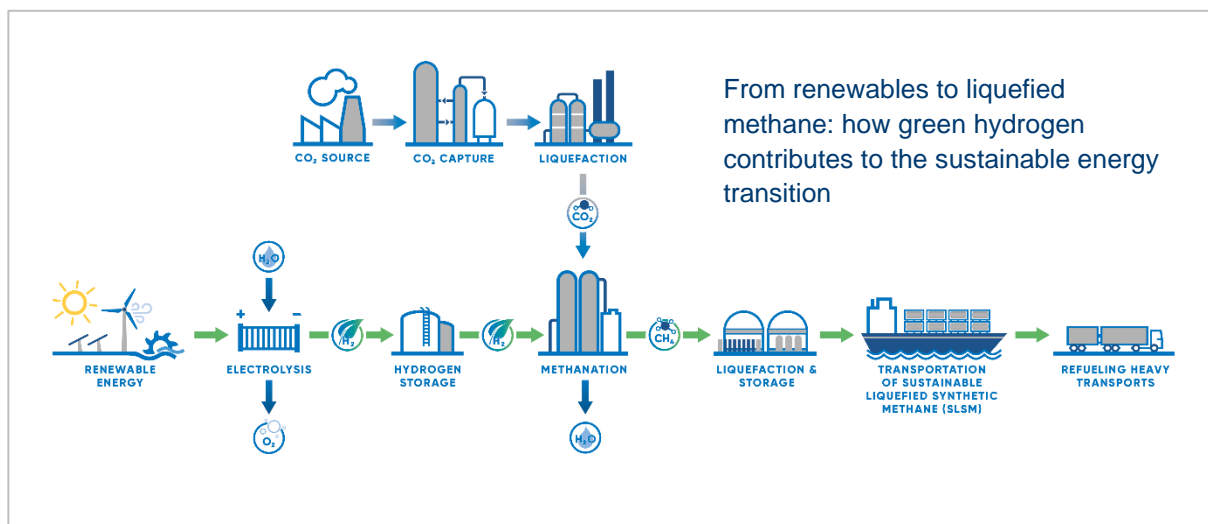 From renewables to liquefied
methane: how green hydrogen
contributes to the sustainable energy
transition
CO₂ SOURCE
CO₂ CAPTURE
LIQUEFACTION
CO₂
H₂O
+ −
H₂
H₂
CH₄
RENEWABLE
ENERGY
ELECTROLYSIS
HYDROGEN
STORAGE
METHANATION
LIQUEFACTION &
STORAGE
TRANSPORTATION
OF SUSTAINABLE
LIQUEFIED SYNTHETIC
METHANE (SLSM)
REFUELING HEAVY
TRANSPORTS
O₂
H₂O